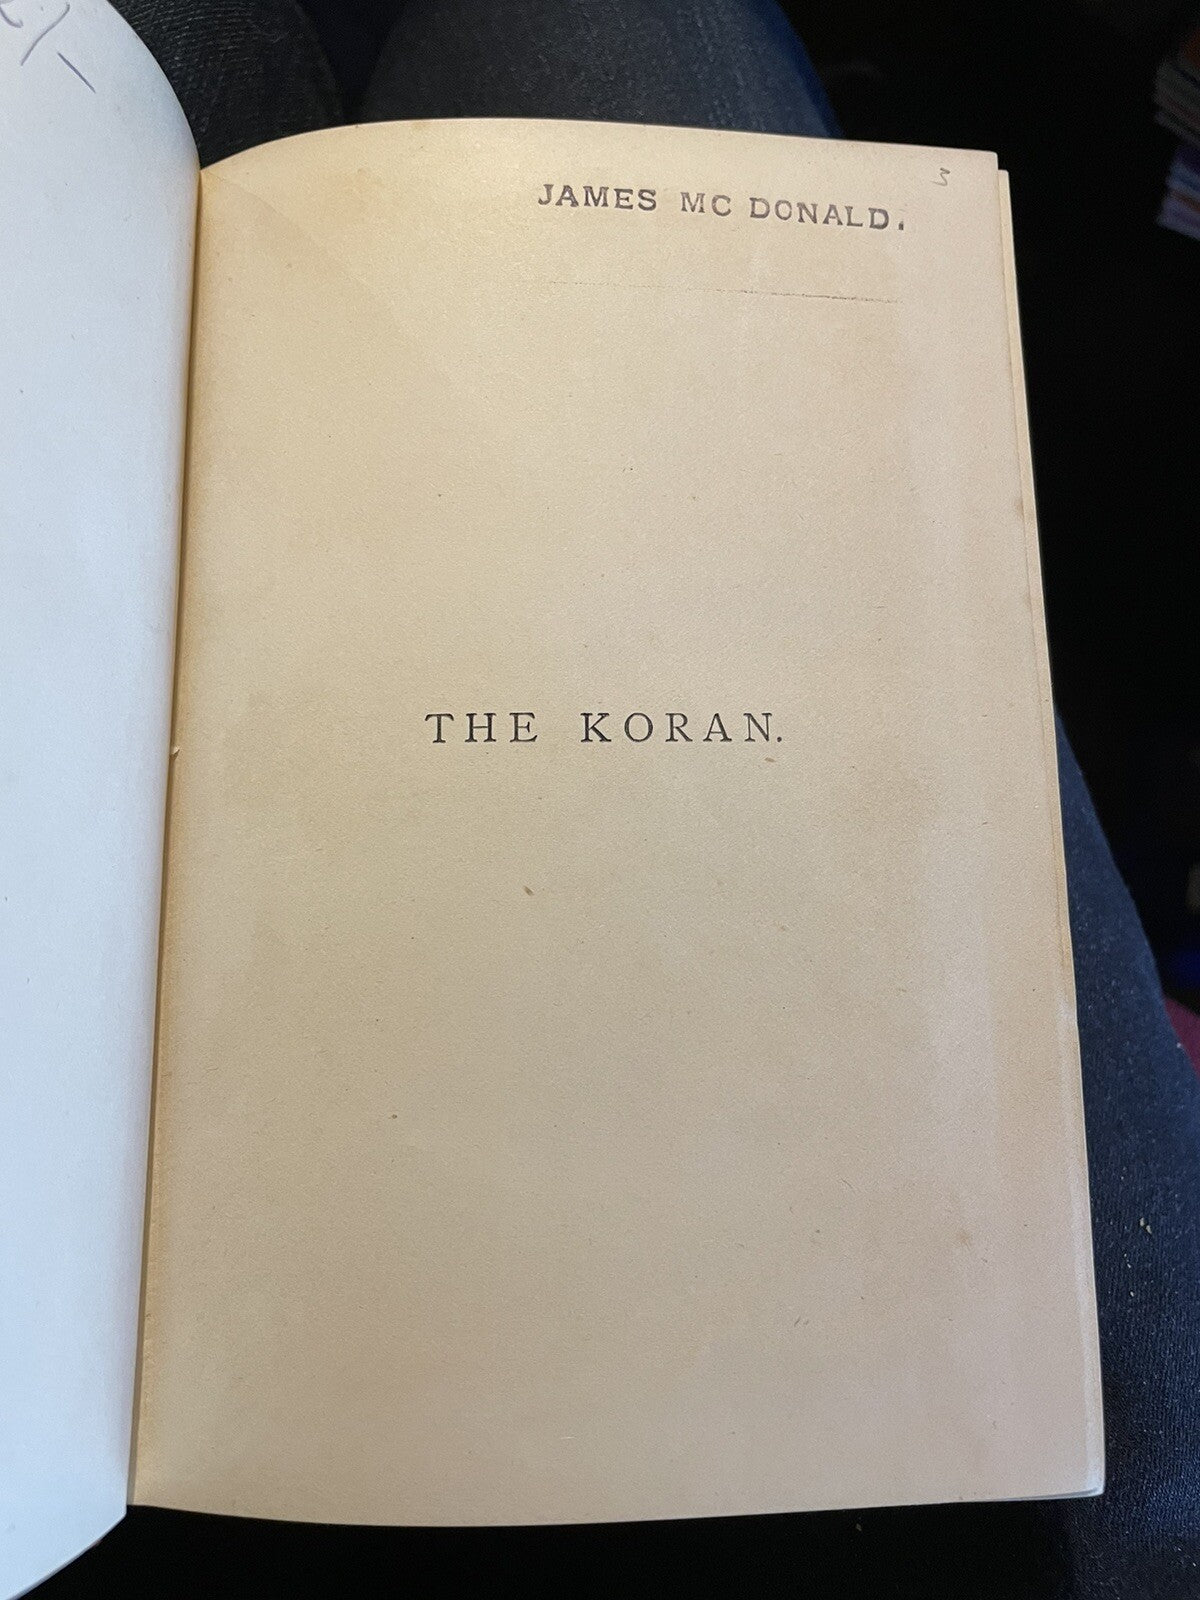 JAMES MC DONALD.
3
THE KORAN.